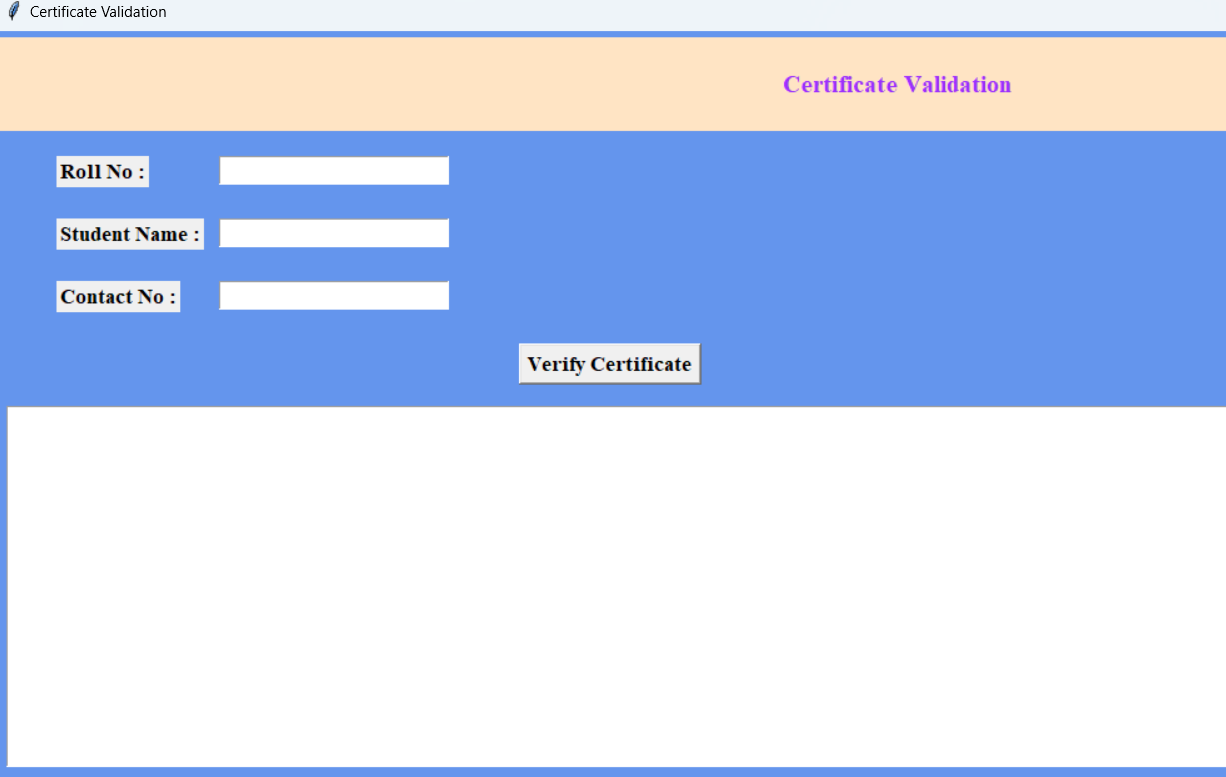 Certificate Validation
Certificate Validation
Roll No :
Student Name :
Contact No :
Verify Certificate